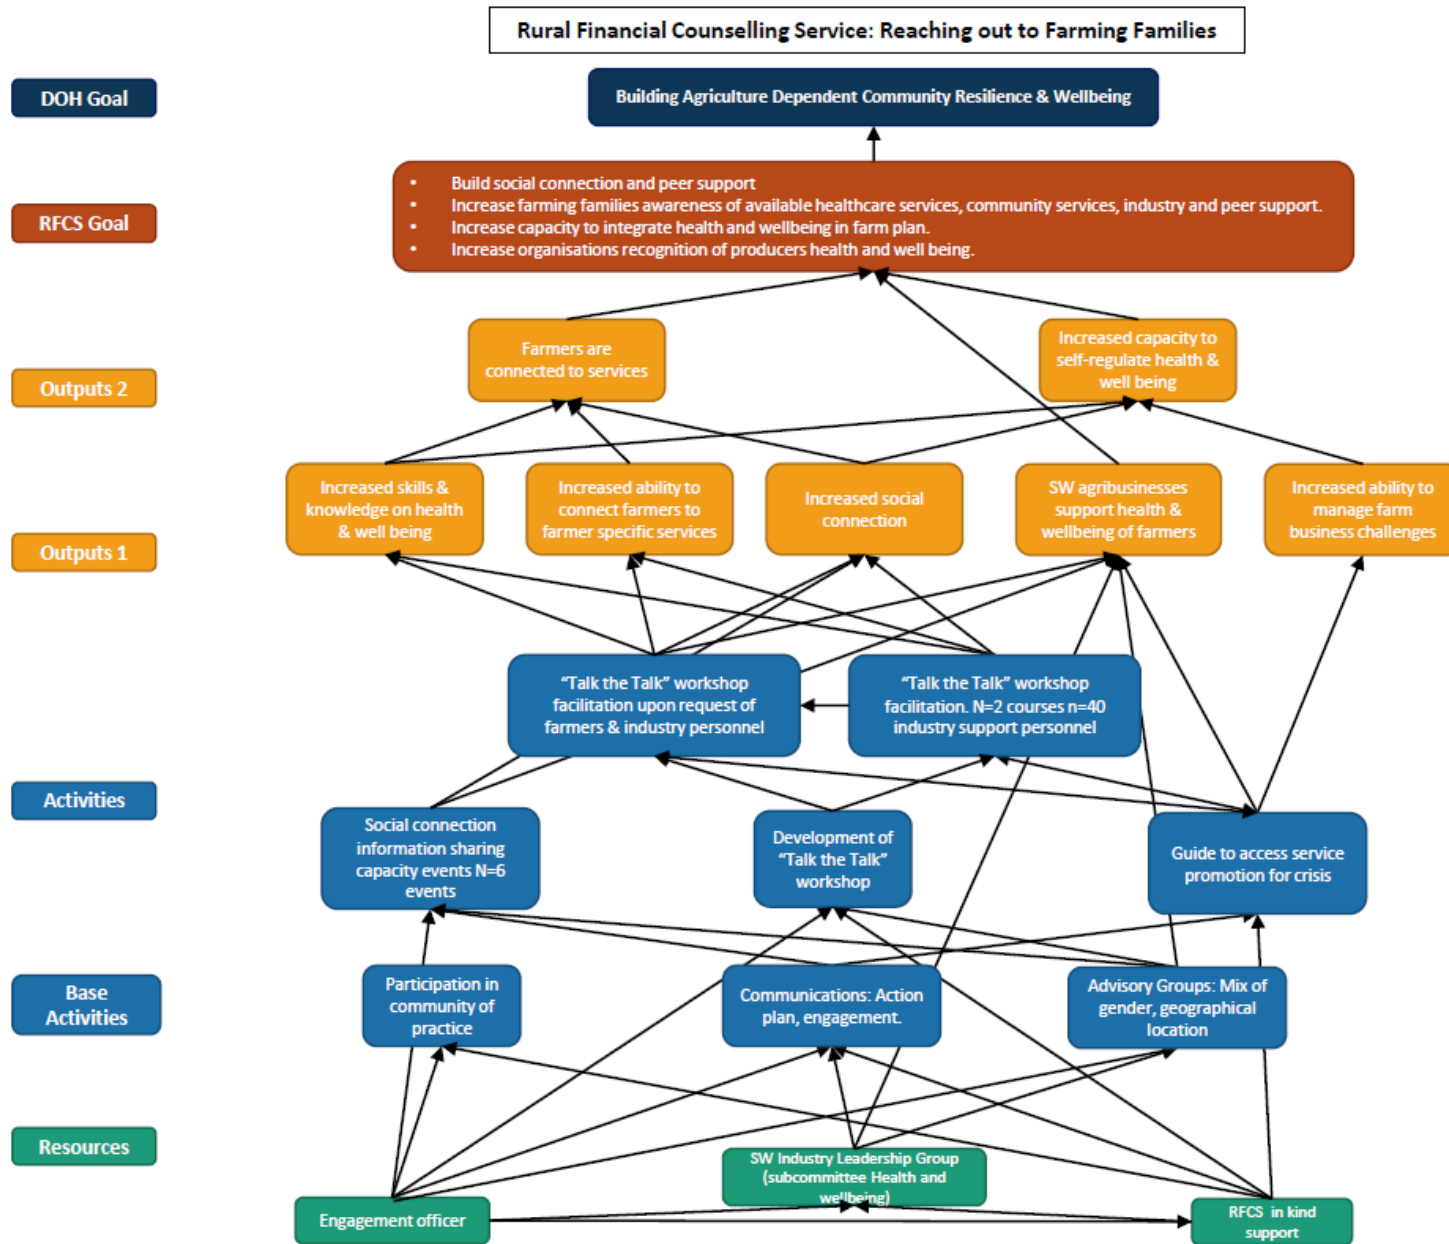 Rural Financial Counselling Service: Reaching out to Farming Families
DOH Goal
Building Agriculture Dependent Community Resilience & Wellbeing
RFCS Goal
• Build social connection and peer support
• Increase farming families awareness of available healthcare services, community services, industry and peer support.
• Increase capacity to integrate health and wellbeing in farm plan.
• Increase organisations recognition of producers health and well being.
Outputs 2
Farmers are
connected to services
Increased capacity to
self-regulate health &
well being
Outputs 1
Increased skills &
knowledge on health
& well being
Increased ability to
connect farmers to
farmer specific services
Increased social
connection
SW agribusinesses
support health &
wellbeing of farmers
Increased ability to
manage farm
business challenges
Activities
“Talk the Talk” workshop
facilitation upon request of
farmers & industry personnel
“Talk the Talk” workshop
facilitation. N=2 courses n=40
industry support personnel
Social connection
information sharing
capacity events N=6
events
Development of
“Talk the Talk”
workshop
Guide to access service
promotion for crisis
Base
Activities
Participation in
community of
practice
Communications: Action
plan, engagement.
Advisory Groups: Mix of
gender, geographical
location
Resources
Engagement officer
SW Industry Leadership Group
(subcommittee Health and
wellbeing)
RFCS in kind
support